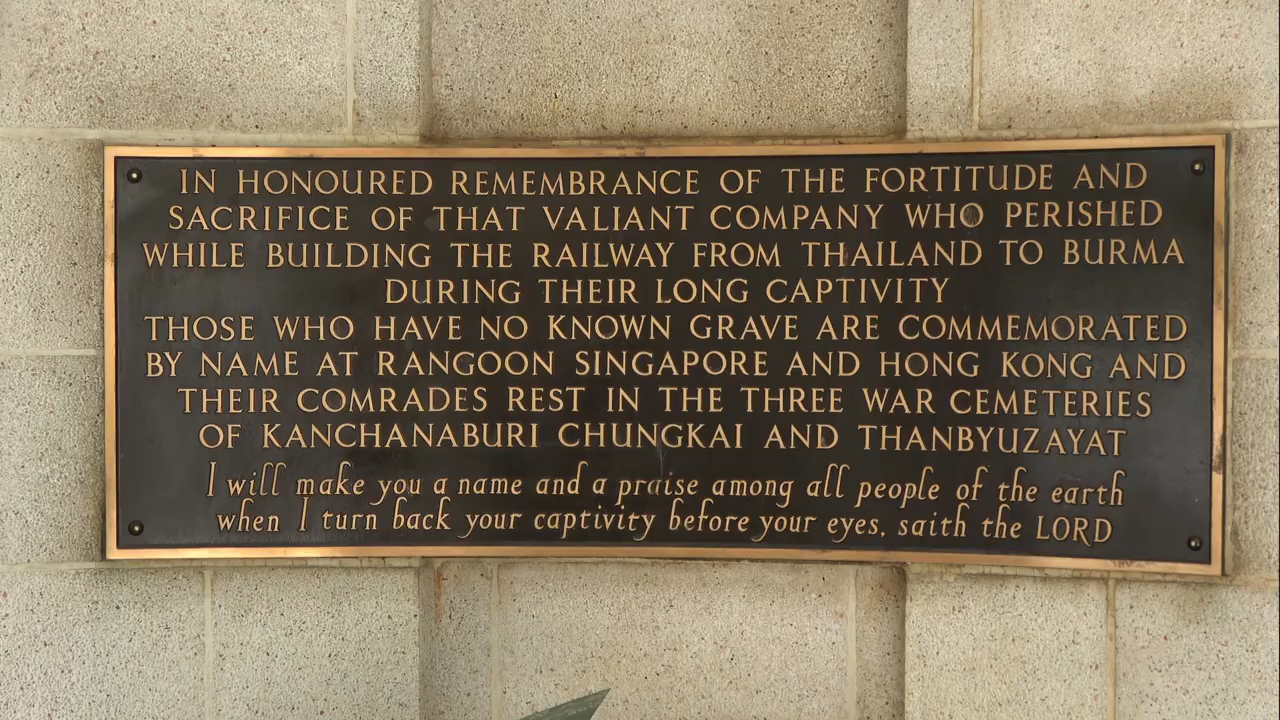 IN HONOURED REMEMBRANCE OF THE FORTITUDE AND
SACRIFICE OF THAT VALIANT COMPANY WHO PERISHED
WHILE BUILDING THE RAILWAY FROM THAILAND TO BURMA
DURING THEIR LONG CAPTIVITY
THOSE WHO HAVE NO KNOWN GRAVE ARE COMMEMORATED
BY NAME AT RANGOON SINGAPORE AND HONG KONG AND
THEIR COMRADES REST IN THE THREE WAR CEMETERIES
OF KANCHANABURI CHUNGKAI AND THANBYUZAYAT
I will make you a name and a praise among all people of the earth
when I turn back your captivity before your eyes, saith the LORD